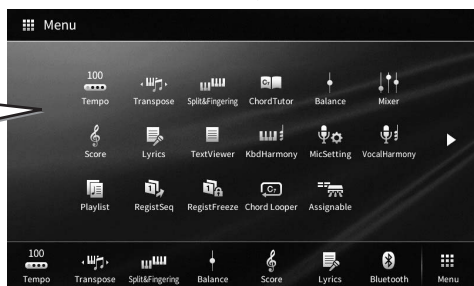 Menu
100
Tempo Transpose Split&Fingering ChordTutor Balance Mixer
Score Lyrics TextViewer KbdHarmony MicSetting VocalHarmony
Playlist RegistSeq RegistFreeze Chord Looper Assignable
100
Tempo Transpose Split&Fingering Balance Score Lyrics Bluetooth Menu